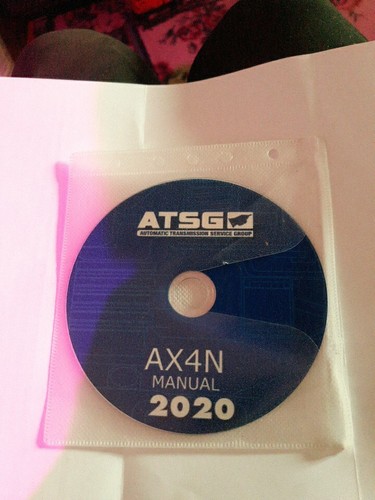 ATSG
AUTOMATIC TRANSMISSION SERVICE GROUP
AX4N
MANUAL
2020